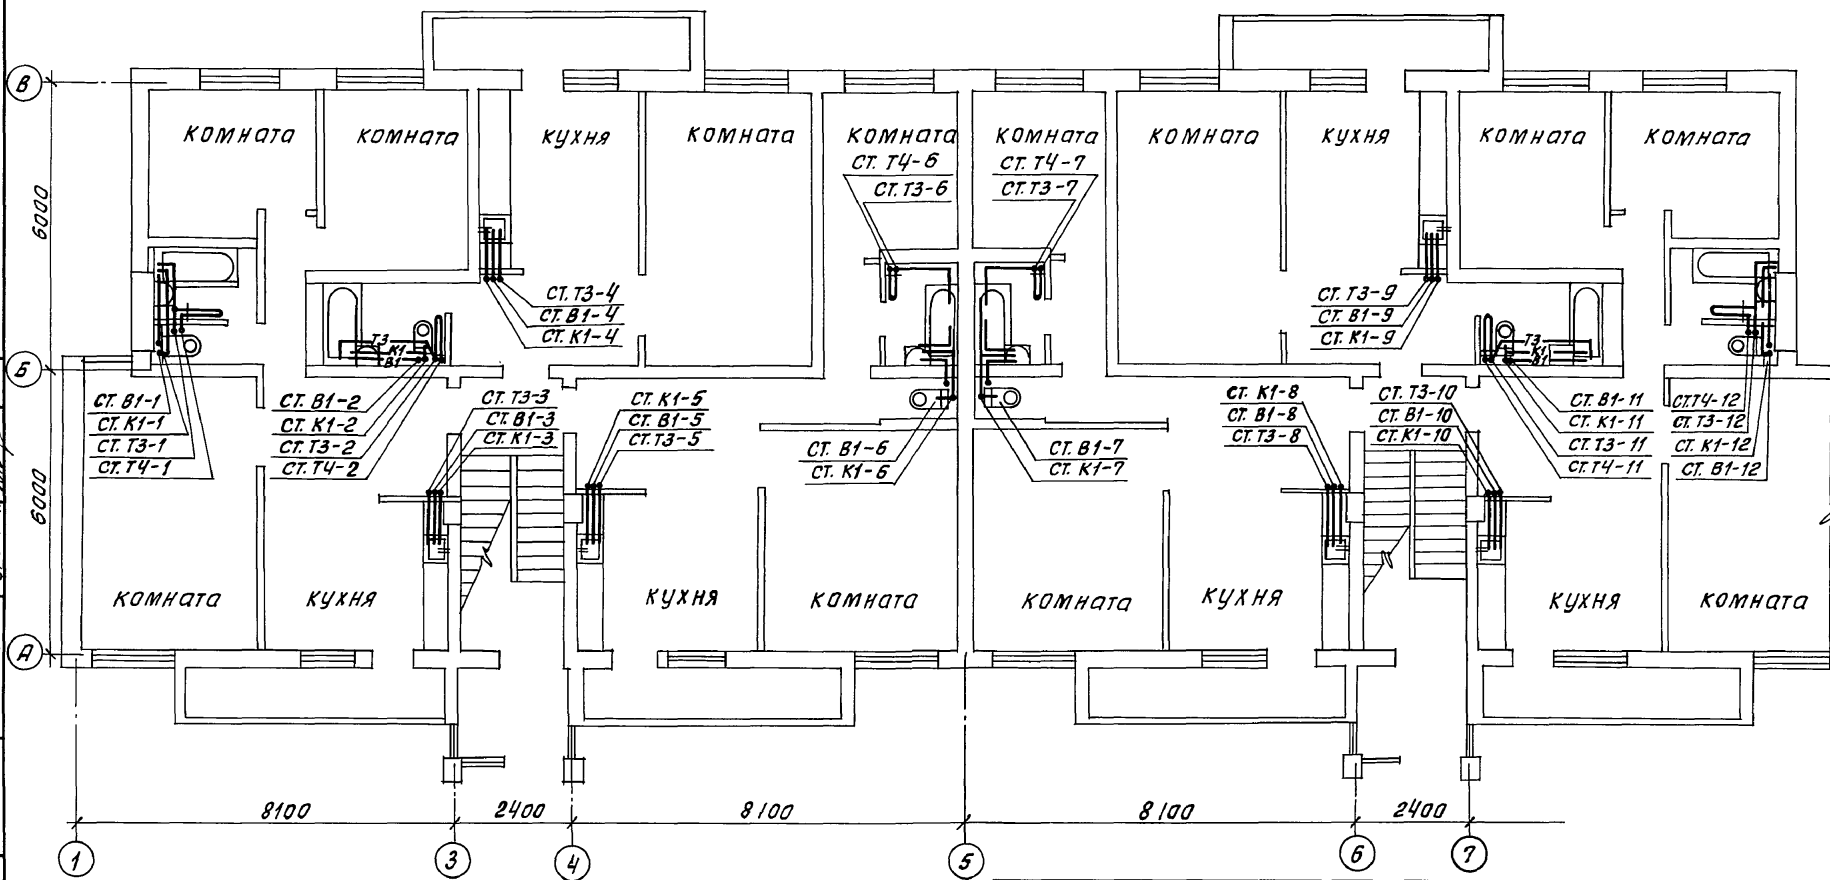 В
комната
комната
кухня
комната
комната
комната
комната
кухня
комната
комната
СТ. Т4-6
СТ. Т3-6
СТ. Т4-7
СТ. Т3-7
6000
СТ. Т3-4
СТ. В1-4
СТ. К1-4
СТ. Т3-9
СТ. В1-9
СТ. К1-9
Т3
К1
В1
Т3
К1
В1
Б
СТ. В1-1
СТ. К1-1
СТ. Т3-1
СТ. Т4-1
СТ. В1-2
СТ. К1-2
СТ. Т3-2
СТ. Т4-2
СТ. Т3-3
СТ. В1-3
СТ. К1-3
СТ. К1-5
СТ. В1-5
СТ. Т3-5
СТ. В1-6
СТ. К1-6
СТ. В1-7
СТ. К1-7
СТ. К1-8
СТ. В1-8
СТ. Т3-8
СТ. Т3-10
СТ. В1-10
СТ. К1-10
СТ. В1-11
СТ. К1-11
СТ. Т3-11
СТ. Т4-11
СТ. Т4-12
СТ. Т3-12
СТ. К1-12
СТ. В1-12
6000
комната
кухня
кухня
комната
комната
кухня
кухня
комната
А
8100
2400
8100
8100
2400
1
3
4
5
6
7